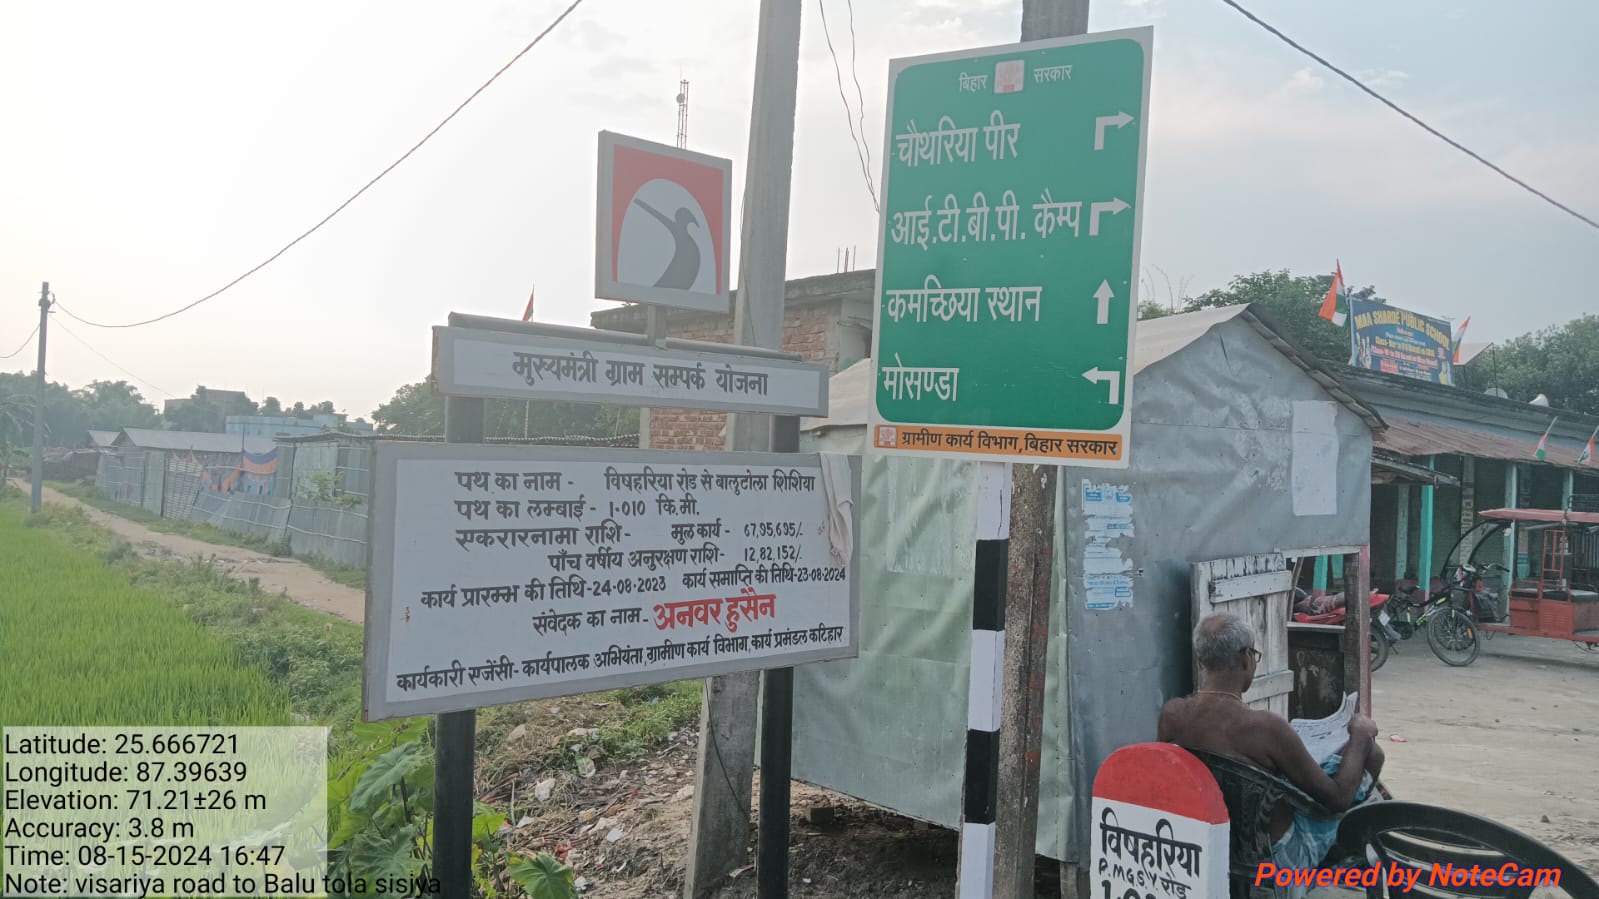 बिहार सरकार
चौथरिया पीर
आई.टी.बी.पी. कैम्प
कमच्छिया स्थान
मोसण्डा
ग्रामीण कार्य विभाग,बिहार सरकार
मुख्यमंत्री ग्राम सम्पर्क योजना
पथ का नाम - विषहरिया रोड से बालुटोला शिशिया
पथ का लम्बाई - 1.010 कि.मी.
एकरारनामा राशि - मूल कार्य - 67,95,695/-
पाँच वर्षीय अनुरक्षण राशि- 12,82,152/-
कार्य प्रारम्भ की तिथि-24-08-2023 कार्य समाप्ति की तिथि-23-08-2024
संवेदक का नाम- अनवर हुसैन
कार्यकारी एजेंसी- कार्यपालक अभियंता,ग्रामीण कार्य विभाग,कार्य प्रमंडल कटिहार
MAA SHARDE PUBLIC SCHOOL
विषहरिया
P.M.G.S.Y. रोड
Latitude: 25.666721
Longitude: 87.39639
Elevation: 71.21±26 m
Accuracy: 3.8 m
Time: 08-15-2024 16:47
Note: visariya road to Balu tola sisiya
Powered by NoteCam